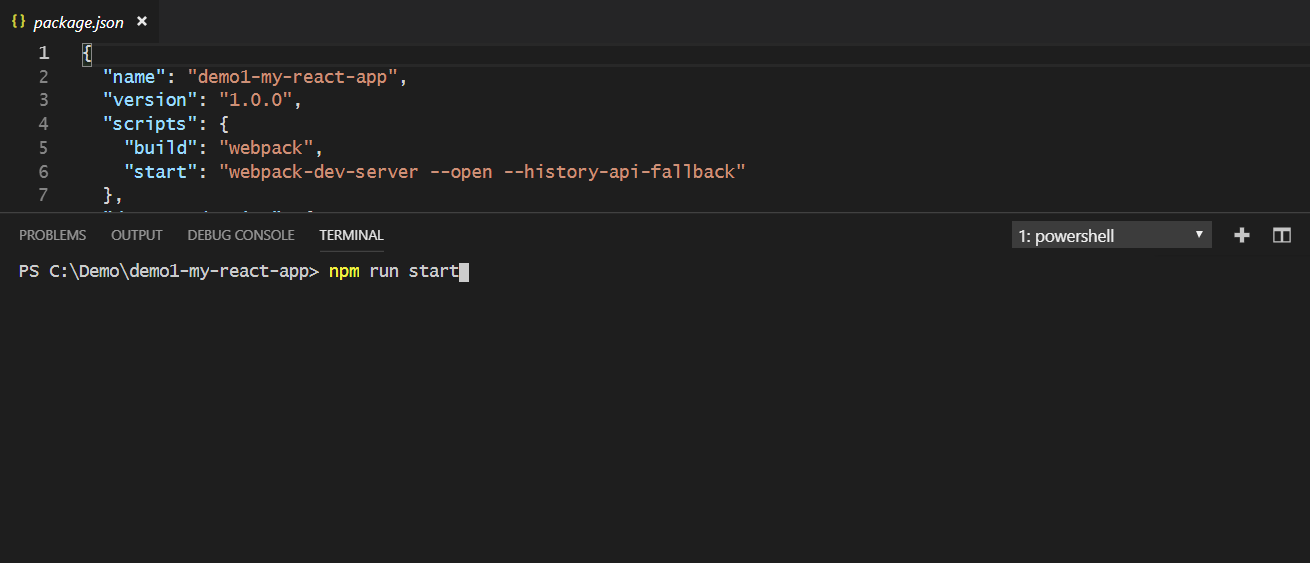 {} package.json ×
1 {
2 "name": "demo1-my-react-app",
3 "version": "1.0.0",
4 "scripts": {
5 "build": "webpack",
6 "start": "webpack-dev-server --open --history-api-fallback"
7 },
PROBLEMS OUTPUT DEBUG CONSOLE TERMINAL 1: powershell
PS C:\Demo\demo1-my-react-app> npm run start